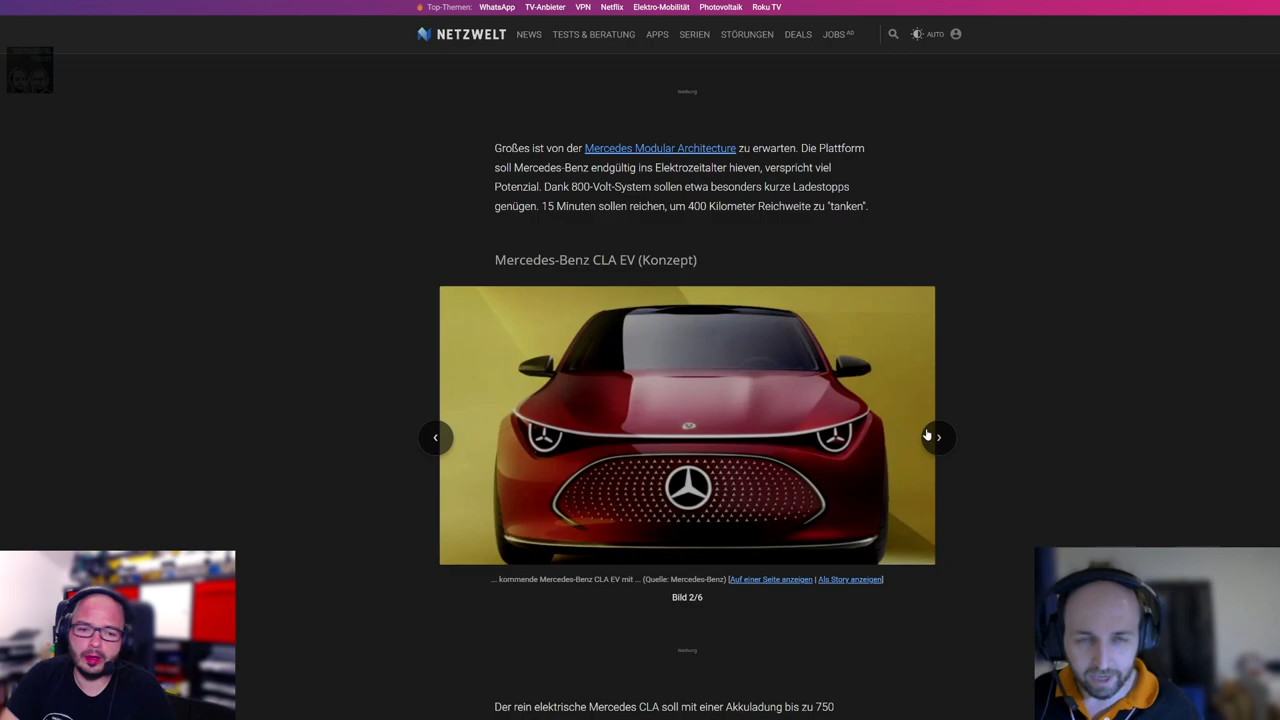 Top-Themen: WhatsApp TV-Anbieter VPN Netflix Elektro-Mobilität Photovoltaik Roku TV
NETZWELT NEWS TESTS & BERATUNG APPS SERIEN STÖRUNGEN DEALS JOBS AD AUTO
Werbung
Großes ist von der Mercedes Modular Architecture zu erwarten. Die Plattform
soll Mercedes-Benz endgültig ins Elektrozeitalter hieven, verspricht viel
Potenzial. Dank 800-Volt-System sollen etwa besonders kurze Ladestopps
genügen. 15 Minuten sollen reichen, um 400 Kilometer Reichweite zu "tanken".
Mercedes-Benz CLA EV (Konzept)
... kommende Mercedes-Benz CLA EV mit ... (Quelle: Mercedes-Benz) [Auf einer Seite anzeigen | Als Story anzeigen]
Bild 2/6
Werbung
Der rein elektrische Mercedes CLA soll mit einer Akkuladung bis zu 750